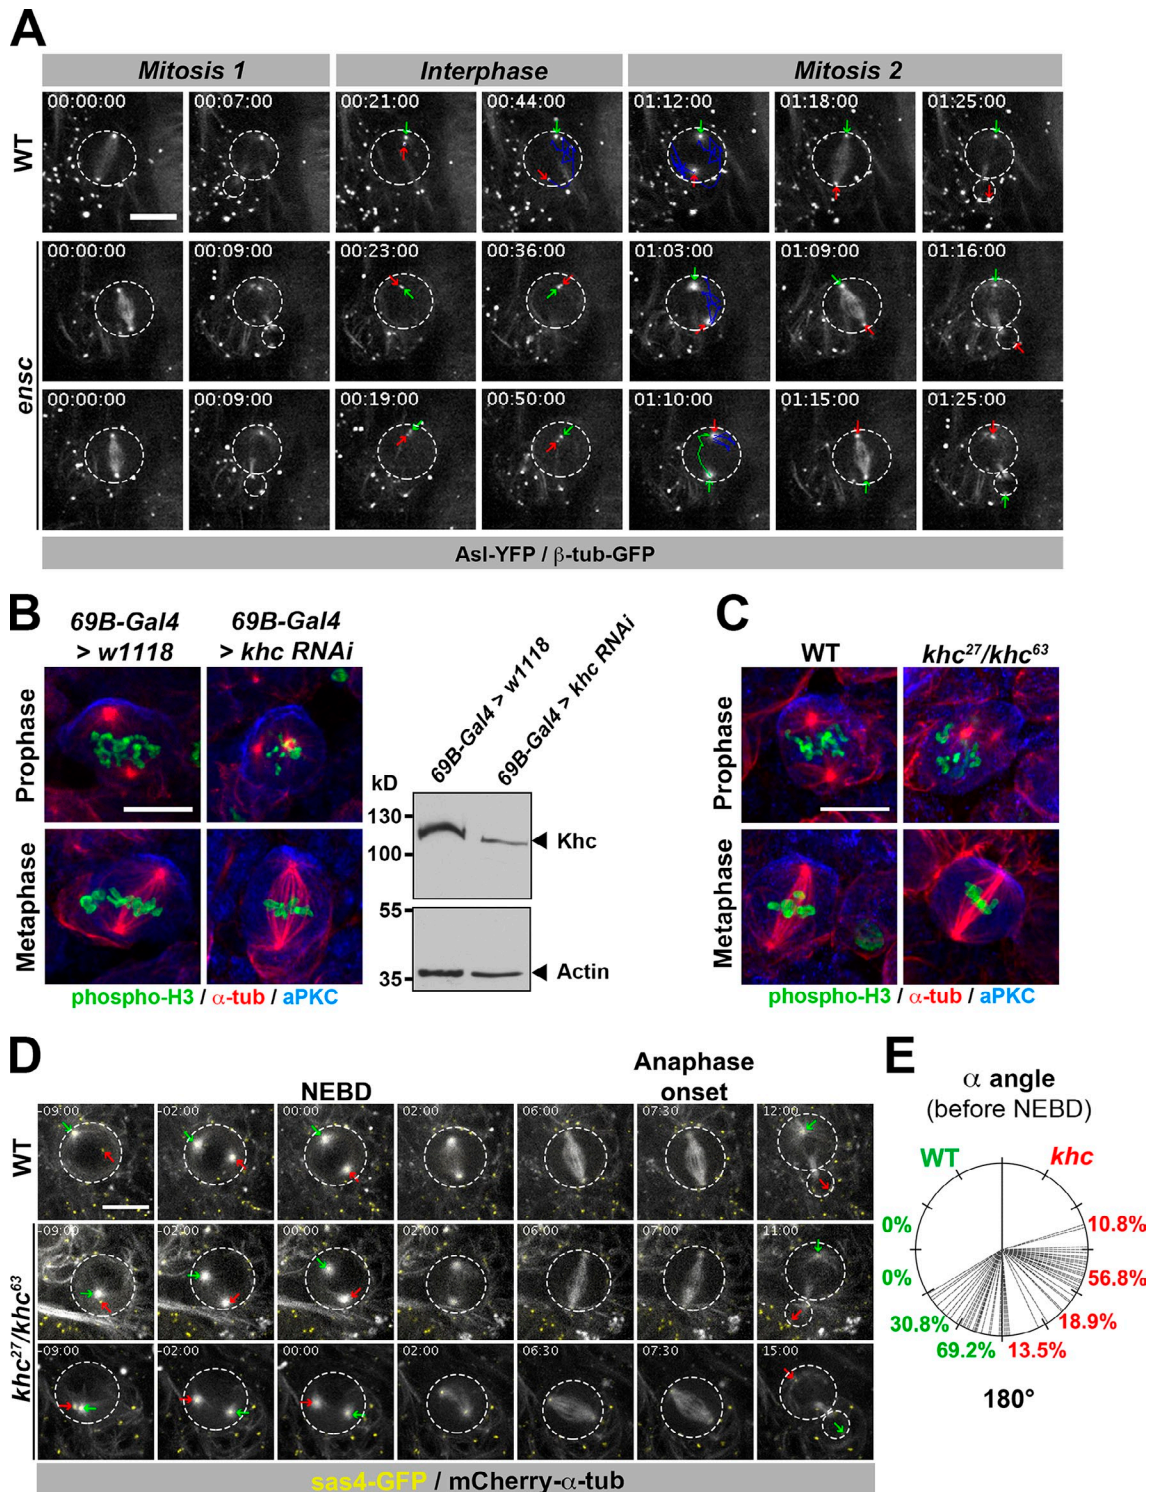 A
Mitosis 1 Interphase Mitosis 2
WT
00:00:00 00:07:00 00:21:00 00:44:00 01:12:00 01:18:00 01:25:00
ensc
00:00:00 00:09:00 00:23:00 00:36:00 01:03:00 01:09:00 01:16:00
00:00:00 00:09:00 00:19:00 00:50:00 01:10:00 01:15:00 01:25:00
Asl-YFP / β-tub-GFP
B
69B-Gal4 > w1118
69B-Gal4 > khc RNAi
Prophase
Metaphase
phospho-H3 / α-tub / aPKC
69B-Gal4 > w1118
69B-Gal4 > khc RNAi
kD
130
100
Khc
55
35
Actin
C
WT khc27/khc63
Prophase
Metaphase
phospho-H3 / α-tub / aPKC
D
NEBD
Anaphase
onset
WT
-09:00 -02:00 00:00 02:00 06:00 07:30 12:00
khc27/khc63
-09:00 -02:00 00:00 02:00 06:00 07:00 11:00
-09:00 -02:00 00:00 02:00 06:30 07:30 15:00
sas4-GFP / mCherry-α-tub
E
α angle
(before NEBD)
WT khc
0% 10.8%
0% 56.8%
30.8% 18.9%
69.2% 13.5%
180°